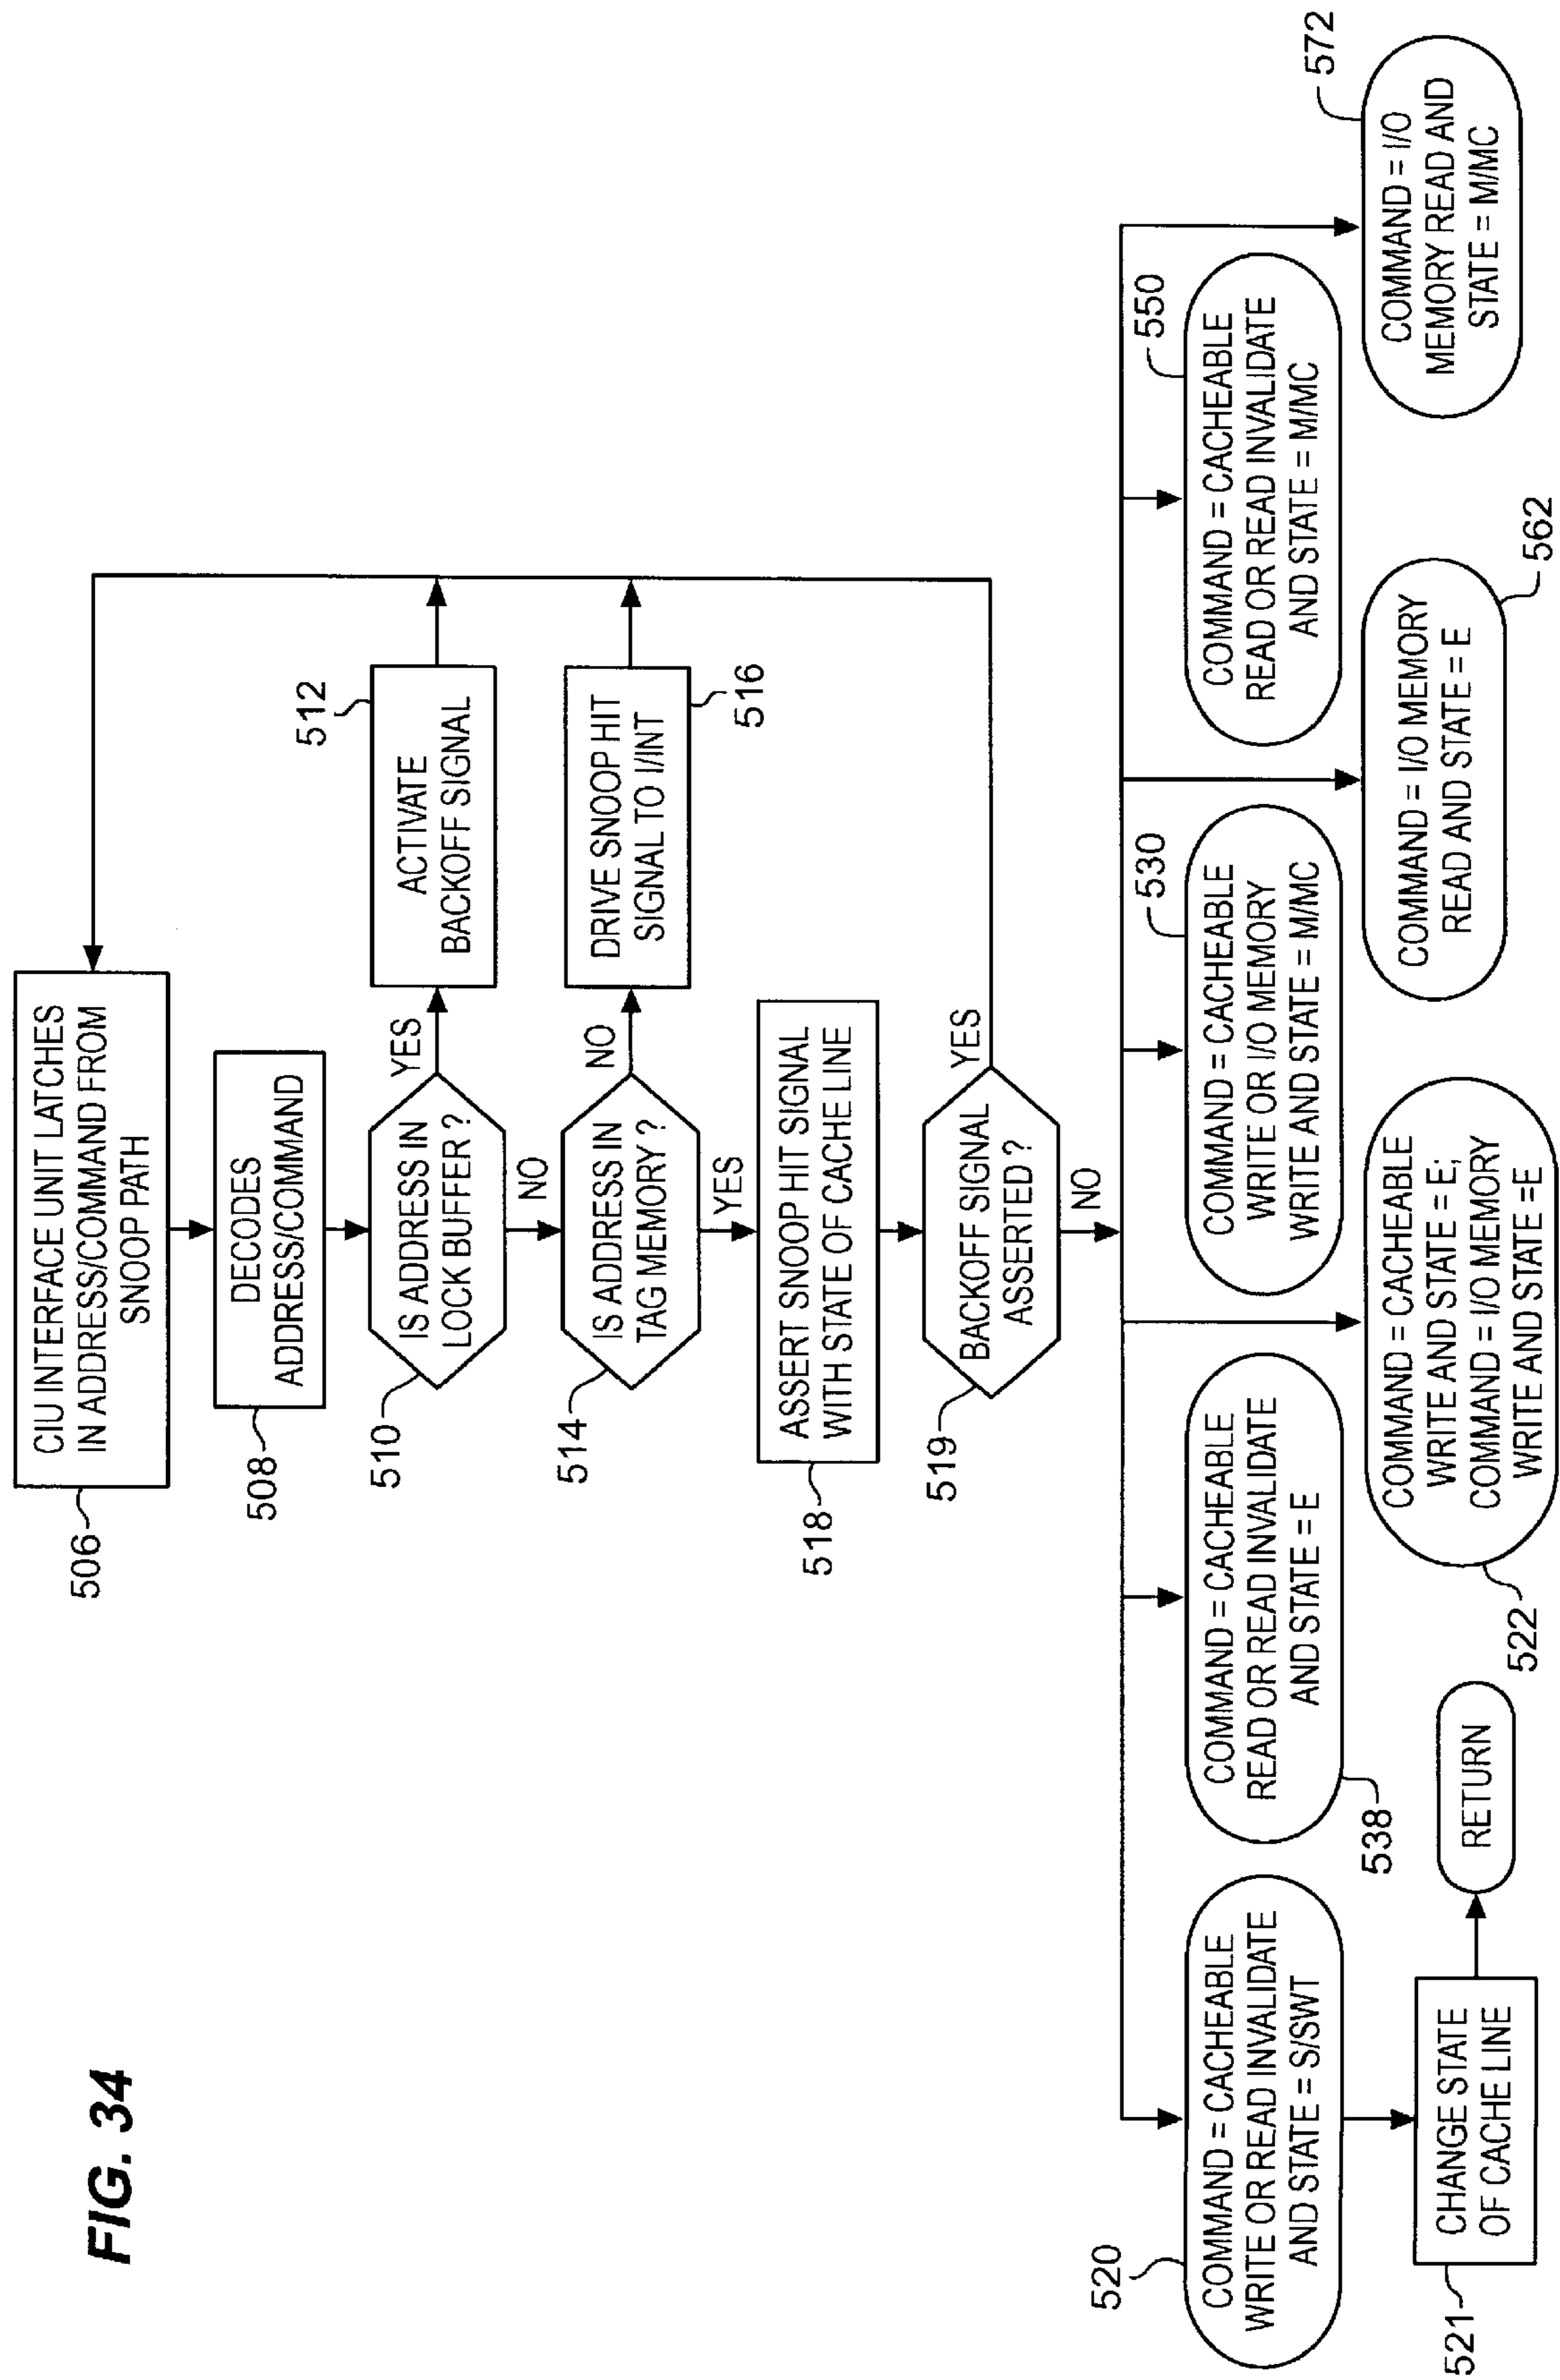 FIG. 34
CIU INTERFACE UNIT LATCHES
IN ADDRESS/COMMAND FROM
SNOOP PATH
506
DECODES
ADDRESS/COMMAND
508
IS ADDRESS IN
LOCK BUFFER ?
510
YES
NO
ACTIVATE
BACKOFF SIGNAL
512
IS ADDRESS IN
TAG MEMORY ?
514
NO
YES
DRIVE SNOOP HIT
SIGNAL TO I/INT
516
ASSERT SNOOP HIT SIGNAL
WITH STATE OF CACHE LINE
518
BACKOFF SIGNAL
ASSERTED ?
519
YES
NO
520
COMMAND = CACHEABLE
WRITE OR READ INVALIDATE
AND STATE = S/SWT
CHANGE STATE
OF CACHE LINE
521
RETURN
COMMAND = CACHEABLE
READ OR READ INVALIDATE
AND STATE = E
538
COMMAND = CACHEABLE
WRITE AND STATE = E;
COMMAND = I/O MEMORY
WRITE AND STATE =E
522
530
COMMAND = CACHEABLE
WRITE OR I/O MEMORY
WRITE AND STATE = M/MC
COMMAND = I/O MEMORY
READ AND STATE = E
562
550
COMMAND = CACHEABLE
READ OR READ INVALIDATE
AND STATE = M/MC
572
COMMAND = I/O
MEMORY READ AND
STATE = M/MC